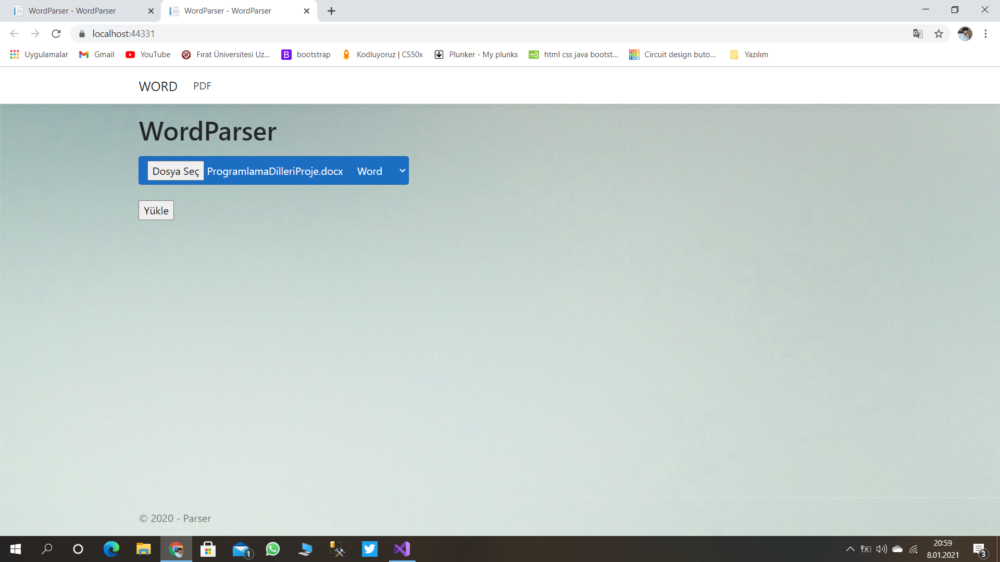 WordParser - WordParser
WordParser - WordParser
localhost:44331
Uygulamalar Gmail YouTube Fırat Üniversitesi Uz... B bootstrap Kodluyoruz | CS50x Plunker - My plunks html css java bootst... Circuit design buto... Yazılım
WORD PDF
WordParser
Dosya Seç ProgramlamaDilleriProje.docx Word
Yükle
© 2020 - Parser
1
20:59
8.01.2021
3